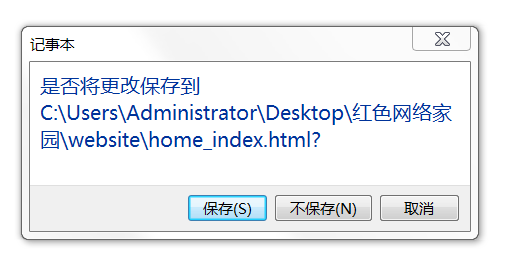 记事本
是否将更改保存到
C:\Users\Administrator\Desktop\红色网络家
园\website\home_index.html?
保存(S) 不保存(N) 取消